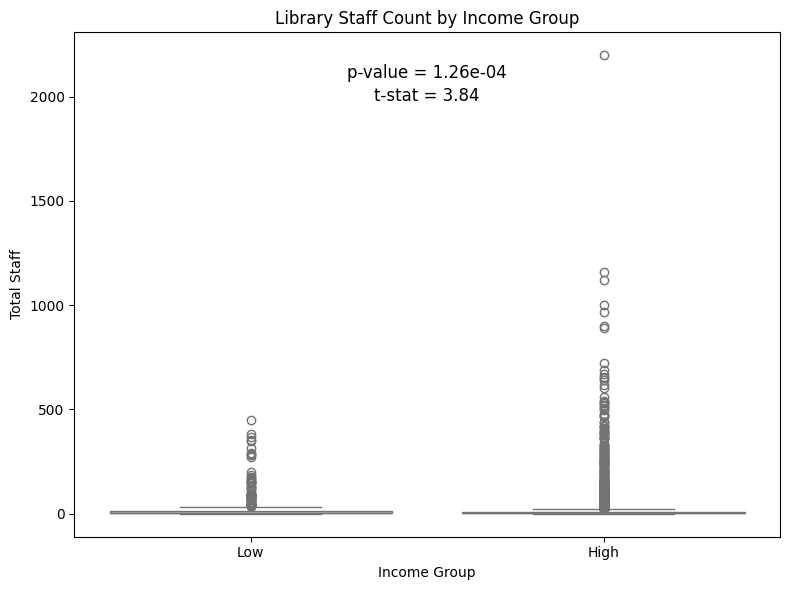 Library Staff Count by Income Group
p-value = 1.26e-04
t-stat = 3.84
Total Staff
2000
1500
1000
500
0
Low
High
Income Group